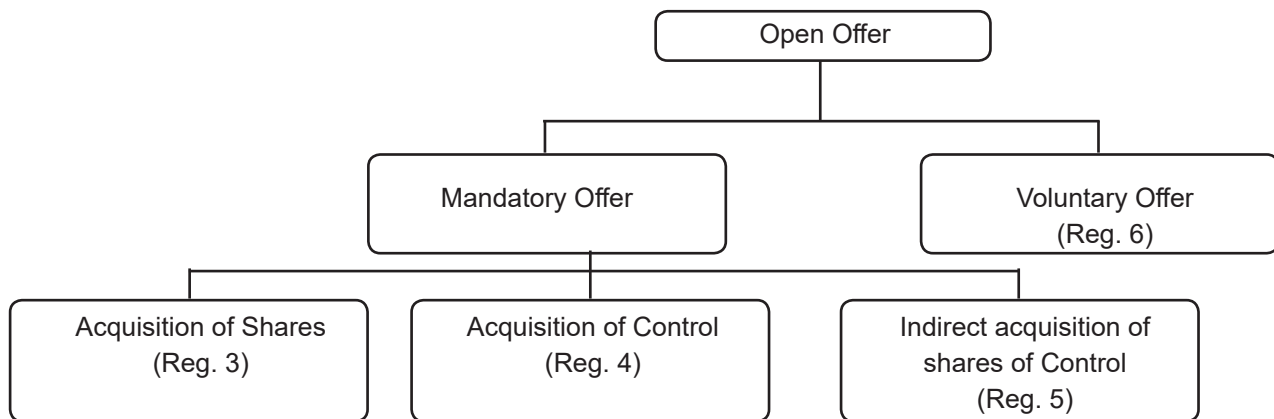 Open Offer
Mandatory Offer
Voluntary Offer
(Reg. 6)
Acquisition of Shares
(Reg. 3)
Acquisition of Control
(Reg. 4)
Indirect acquisition of
shares of Control
(Reg. 5)